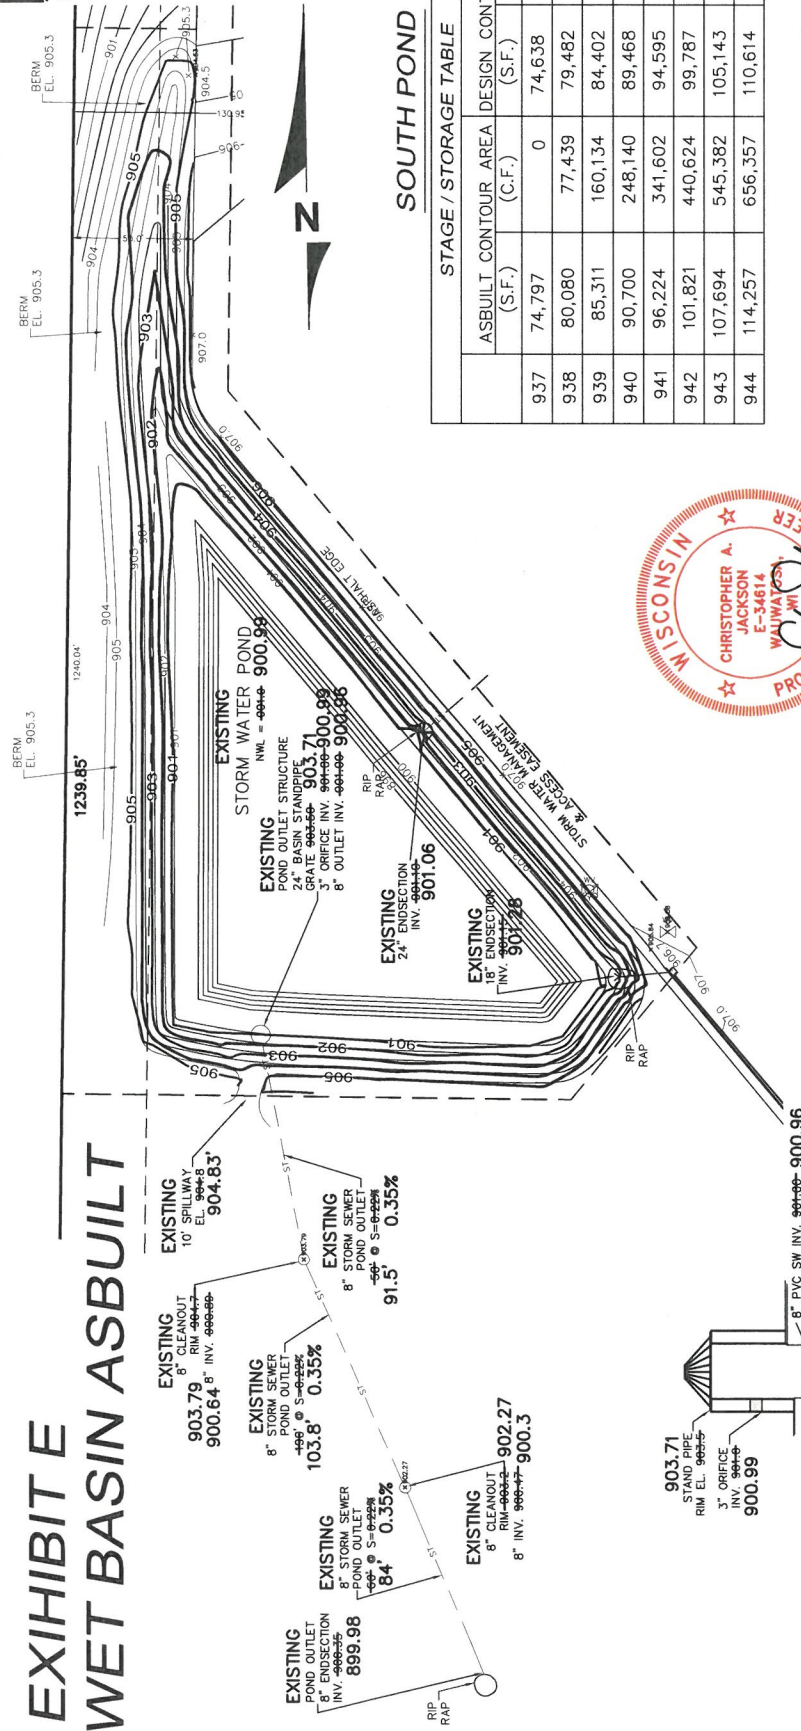 EXIHIBIT E
WET BASIN ASBUILT
BERM
EL. 905.3
BERM
EL. 905.3
BERM
EL. 905.3
1239.85'
1240.04'
N
EXISTING
STORM WATER POND
NWL = 901.0 900.99
EXISTING
POND OUTLET STRUCTURE
24" BASIN STANDPIPE
GRATE 903.50 903.71
3" ORIFICE INV. 901.00 900.99
8" OUTLET INV. 901.00 900.96
EXISTING
24" ENDSECTION
INV. 901.10
901.06
EXISTING
18" ENDSECTION
INV. 901.15
901.28
RIP
RAP
RIP
RAP
ASPHALT EDGE
STORM WATER MANAGEMENT
& ACCESS EASEMENT
EXISTING
10' SPILLWAY
EL. 904.8
904.83'
EXISTING
8" STORM SEWER
POND OUTLET
50' @ S=0.22%
91.5' 0.35%
EXISTING
8" CLEANOUT
RIM 904.7
903.79
8" INV. 900.80
900.64
EXISTING
8" STORM SEWER
POND OUTLET
100' @ S=0.22%
103.8' 0.35%
EXISTING
8" CLEANOUT
RIM 903.2 902.27
8" INV. 900.47 900.3
EXISTING
8" STORM SEWER
POND OUTLET
60' @ S=0.22%
84' 0.35%
EXISTING
POND OUTLET
8" ENDSECTION
INV. 900.35
899.98
RIP
RAP
903.71
STAND PIPE
RIM EL. 903.5
3" ORIFICE
INV. 901.0
900.99
8" PVC SW INV. 901.00 900.96
SOUTH POND
STAGE / STORAGE TABLE
ASBUILT CONTOUR AREA DESIGN CON
(S.F.) (C.F.) (S.F.)
937 74,797 0 74,638
938 80,080 77,439 79,482
939 85,311 160,134 84,402
940 90,700 248,140 89,468
941 96,224 341,602 94,595
942 101,821 440,624 99,787
943 107,694 545,382 105,143
944 114,257 656,357 110,614
WISCONSIN
CHRISTOPHER A.
JACKSON
E-34614
WAUWATOSA,
WI